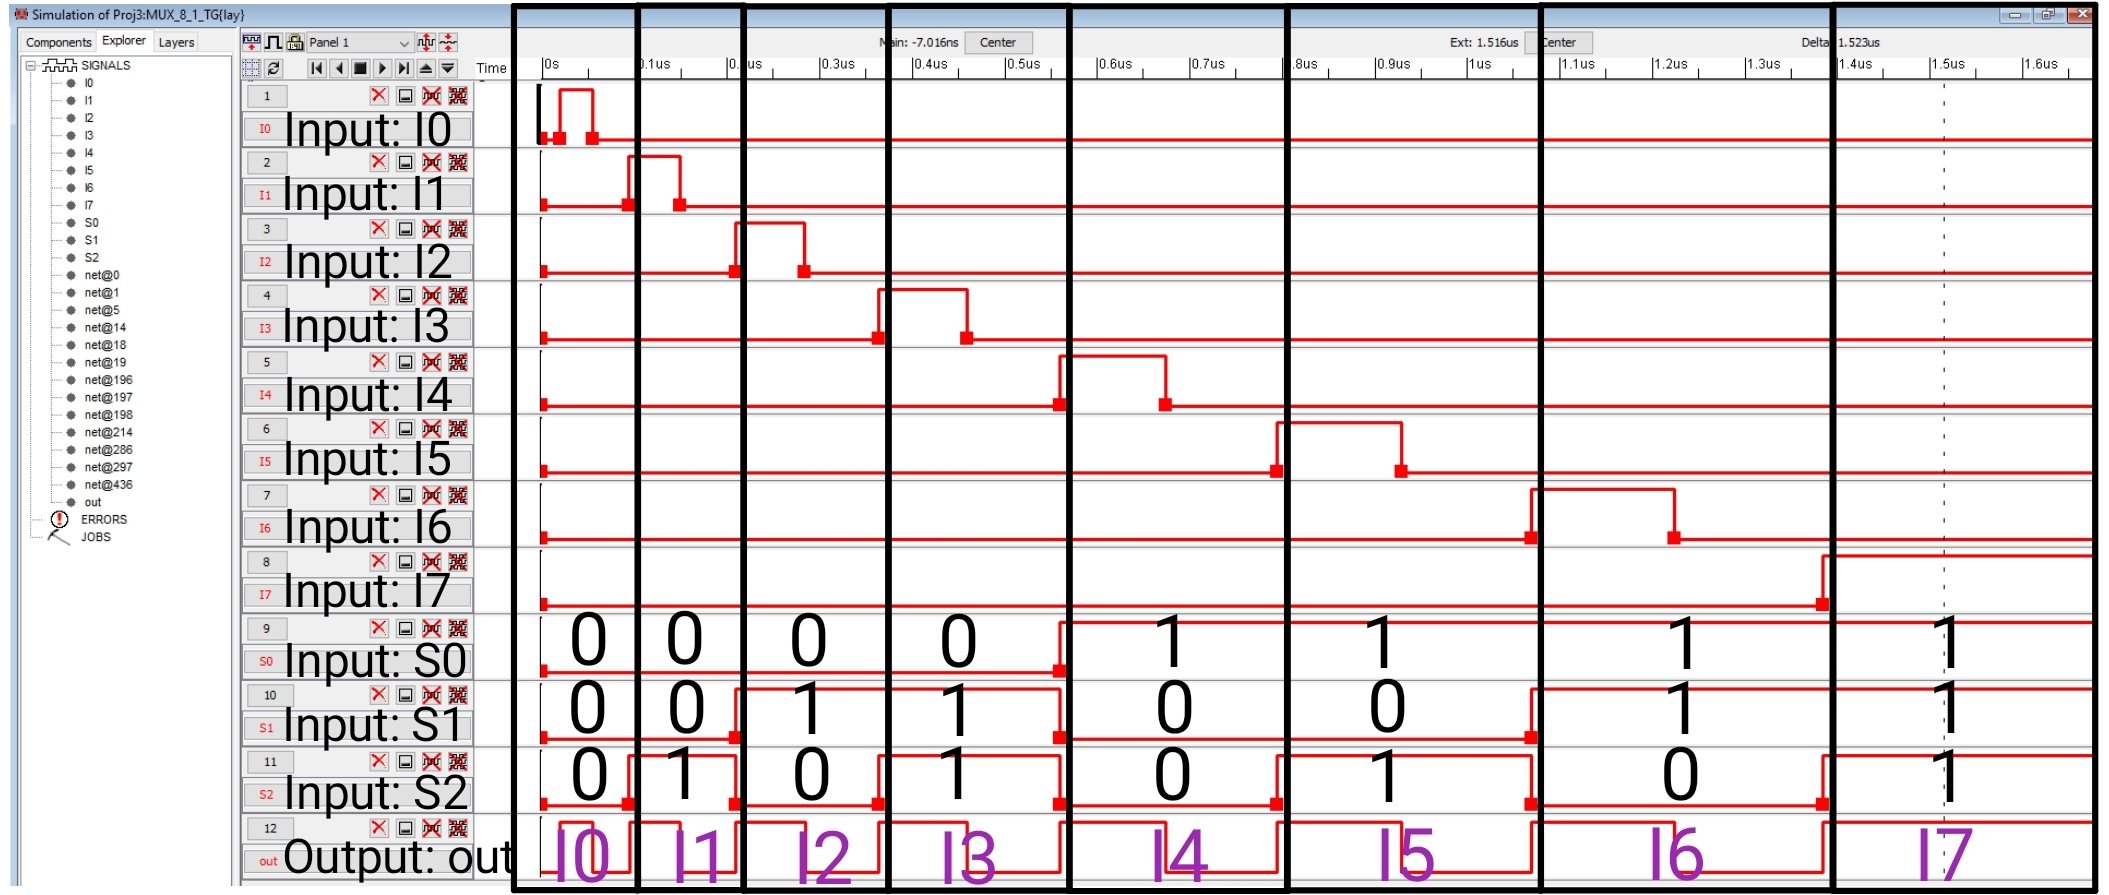 Simulation of Proj3:MUX_8_1_TG{lay}
Components Explorer Layers
Panel 1
Main: -7.016ns Center Ext: 1.516us Center Delta: 1.523us
Time 0s 0.1us 0.3us 0.4us 0.5us 0.6us 0.7us 0.9us 1us 1.1us 1.2us 1.3us 1.4us 1.5us 1.6us
SIGNALS
I0
I1
I2
I3
I4
I5
I6
I7
S0
S1
S2
net@0
net@1
net@5
net@14
net@18
net@19
net@196
net@197
net@198
net@214
net@286
net@297
net@436
out
ERRORS
JOBS
1
I0 Input: I0
2
I1 Input: I1
3
I2 Input: I2
4
I3 Input: I3
5
I4 Input: I4
6
I5 Input: I5
7
I6 Input: I6
8
I7 Input: I7
9
S0 Input: S0 0 0 0 0 1 1 1 1
10
S1 Input: S1 0 0 1 1 0 0 1 1
11
S2 Input: S2 0 1 0 1 0 1 0 1
12
out Output: out I0 I1 I2 I3 I4 I5 I6 I7